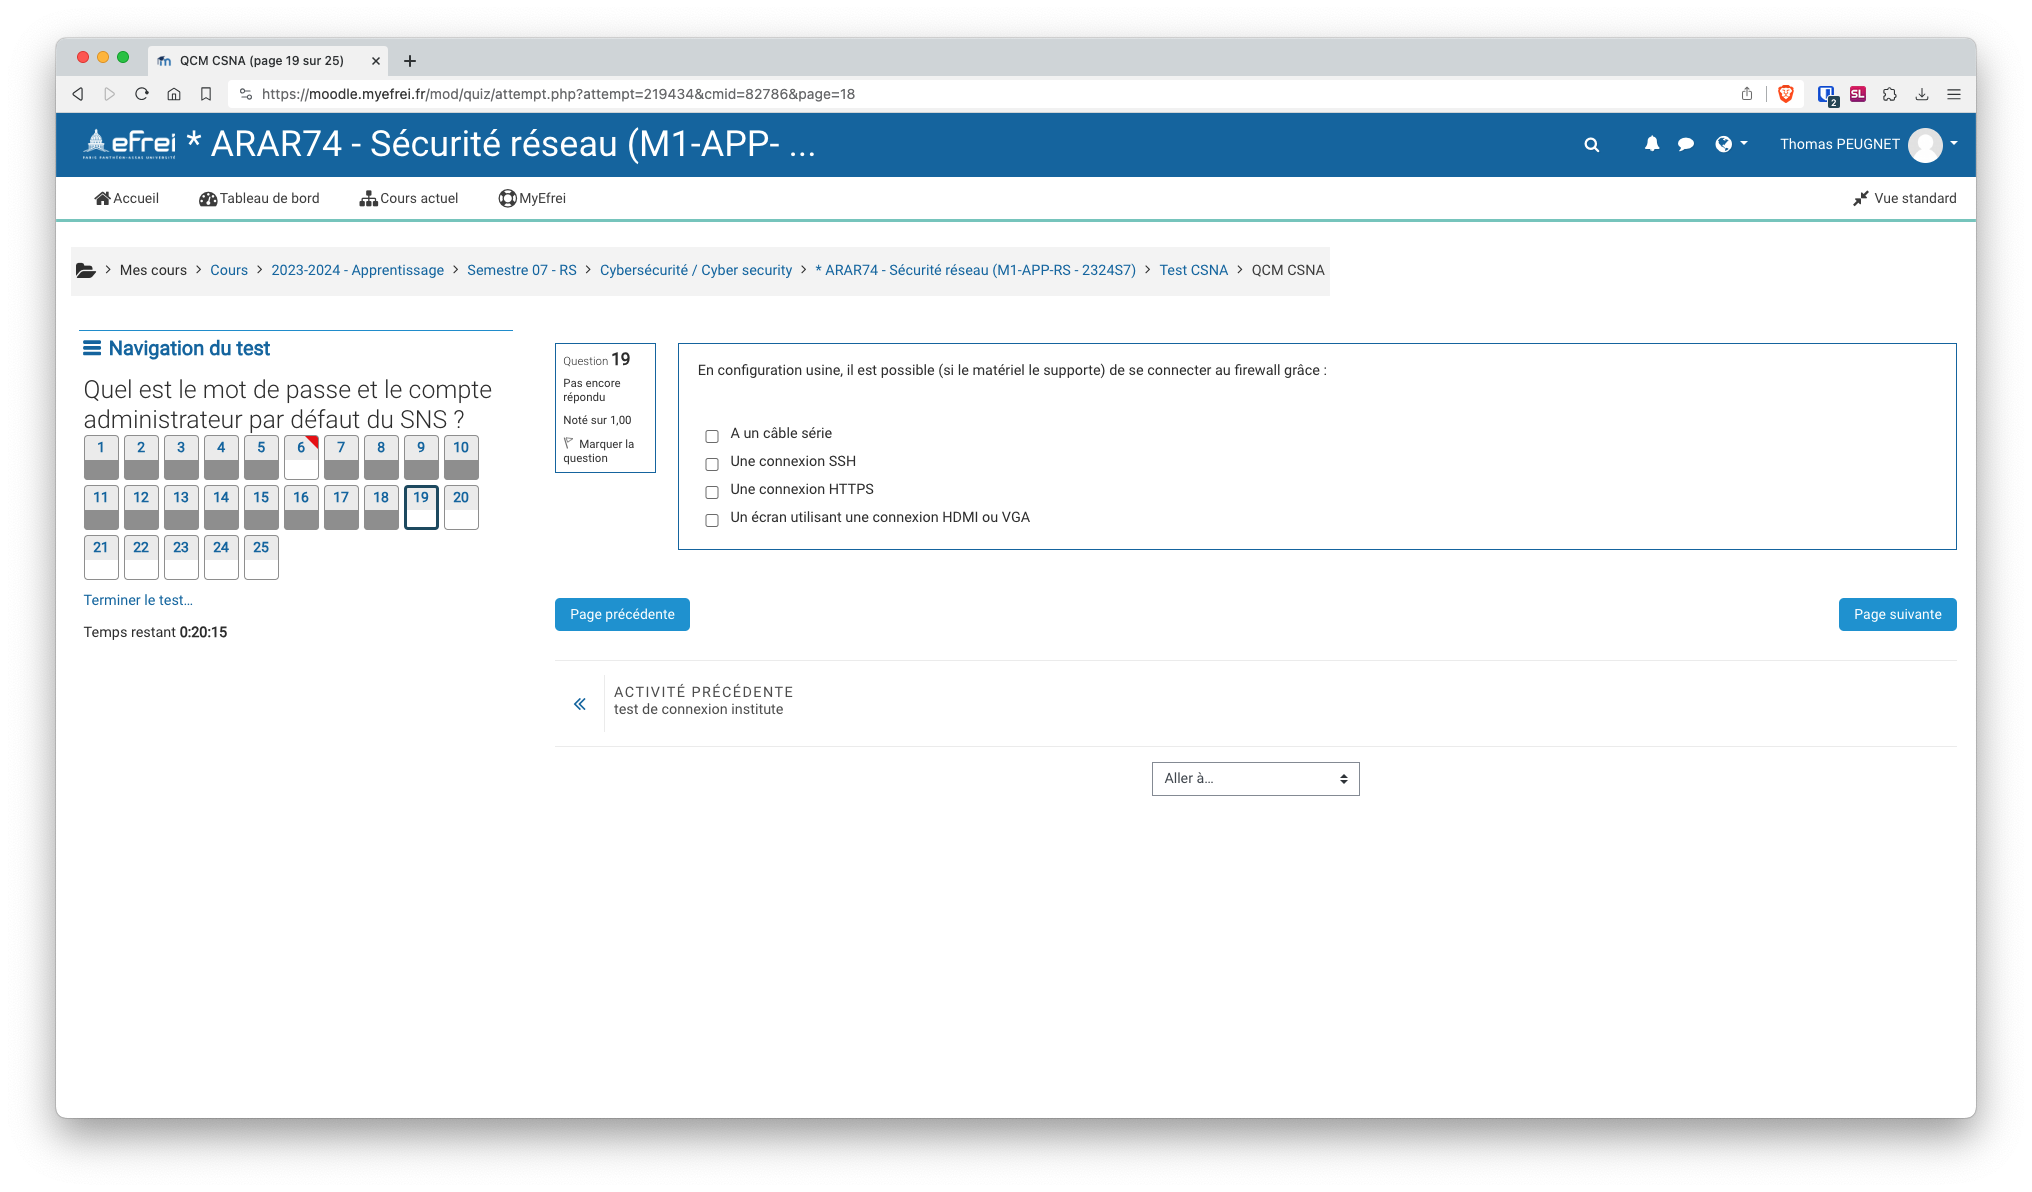 QCM CSNA (page 19 sur 25)
https://moodle.myefrei.fr/mod/quiz/attempt.php?attempt=219434&cmid=82786&page=18
2
SL
efrei * ARAR74 - Sécurité réseau (M1-APP- ...
PARIS PANTHÉON-ASSAS UNIVERSITÉ
Thomas PEUGNET
Accueil
Tableau de bord
Cours actuel
MyEfrei
Vue standard
Mes cours > Cours > 2023-2024 - Apprentissage > Semestre 07 - RS > Cybersécurité / Cyber security > * ARAR74 - Sécurité réseau (M1-APP-RS - 2324S7) > Test CSNA > QCM CSNA
Navigation du test
Quel est le mot de passe et le compte
administrateur par défaut du SNS ?
1 2 3 4 5 6 7 8 9 10
11 12 13 14 15 16 17 18 19 20
21 22 23 24 25
Terminer le test...
Temps restant 0:20:15
Question 19
Pas encore
répondu
Noté sur 1,00
Marquer la
question
En configuration usine, il est possible (si le matériel le supporte) de se connecter au firewall grâce :
A un câble série
Une connexion SSH
Une connexion HTTPS
Un écran utilisant une connexion HDMI ou VGA
Page précédente
Page suivante
ACTIVITÉ PRÉCÉDENTE
test de connexion institute
Aller à...